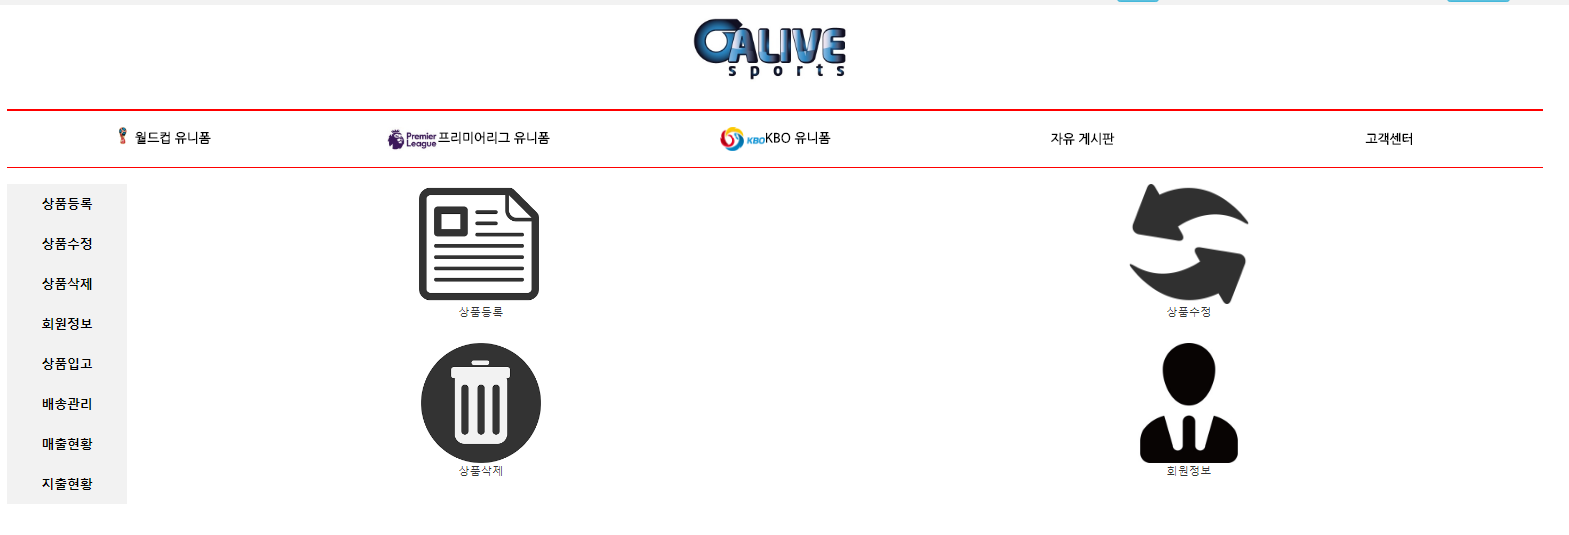 ALIVE
sports
월드컵 유니폼
Premier League 프리미어리그 유니폼
KBO KBO 유니폼
자유 게시판
고객센터
상품등록
상품수정
상품삭제
회원정보
상품입고
배송관리
매출현황
지출현황
상품등록
상품수정
상품삭제
회원정보